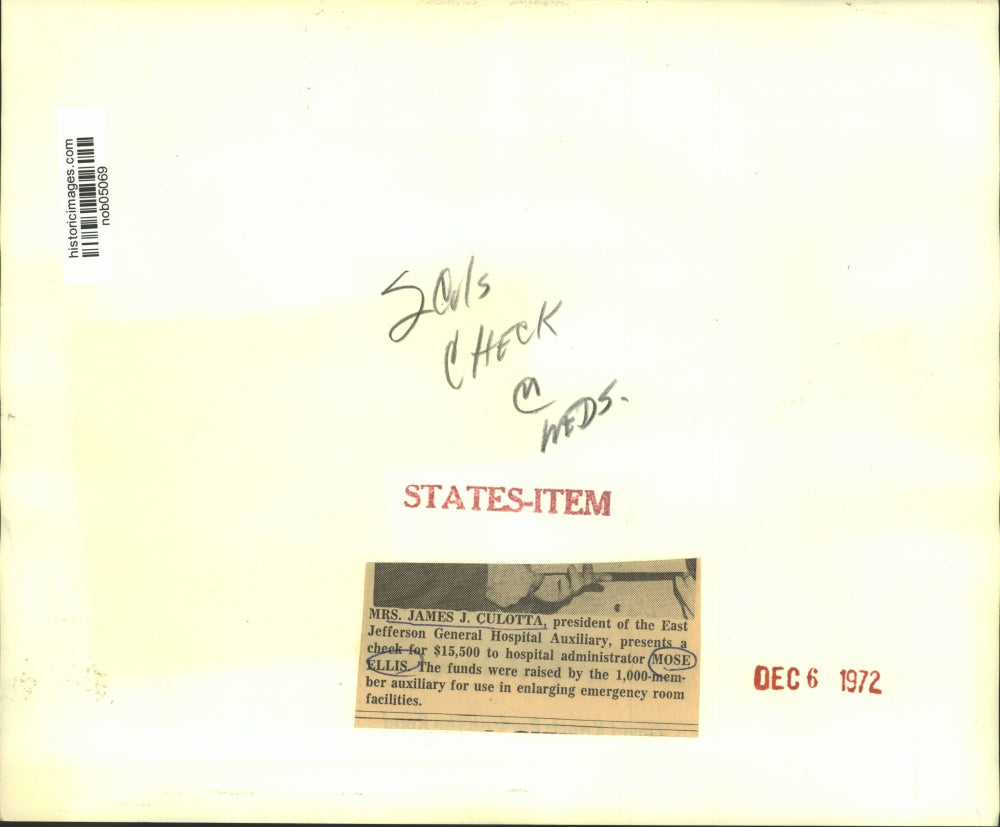 historicimages.com
nob05069
CHECK
WEDS.
STATES-ITEM
MRS. JAMES J. CULOTTA, president of the East
Jefferson General Hospital Auxiliary, presents a
check for $15,500 to hospital administrator MOSE
ELLIS. The funds were raised by the 1,000-mem-
ber auxiliary for use in enlarging emergency room
facilities.
DEC 6 1972